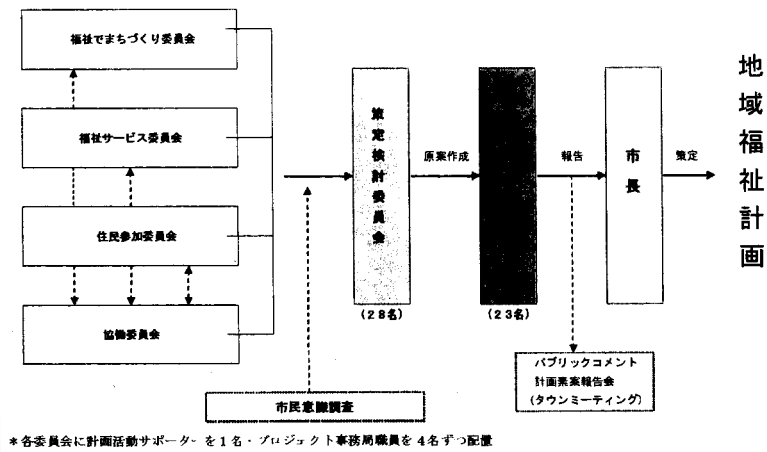 福祉でまちづくり委員会
福祉サービス委員会
住民参加委員会
協働委員会
市民意識調査
策定検討委員会
(28名)
原案作成
(23名)
報告
市長
策定
地域福祉計画
パブリックコメント
計画素案報告会
(タウンミーティング)
*各委員会に計画活動サポーターを1名・プロジェクト事務局職員を4名ずつ配置